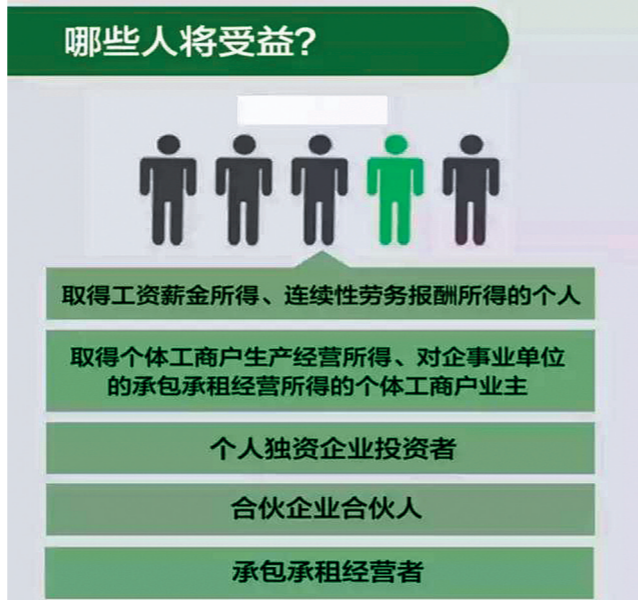 哪些人将受益?
取得工资薪金所得、连续性劳务报酬所得的个人
取得个体工商户生产经营所得、对企事业单位
的承包承租经营所得的个体工商户业主
个人独资企业投资者
合伙企业合伙人
承包承租经营者